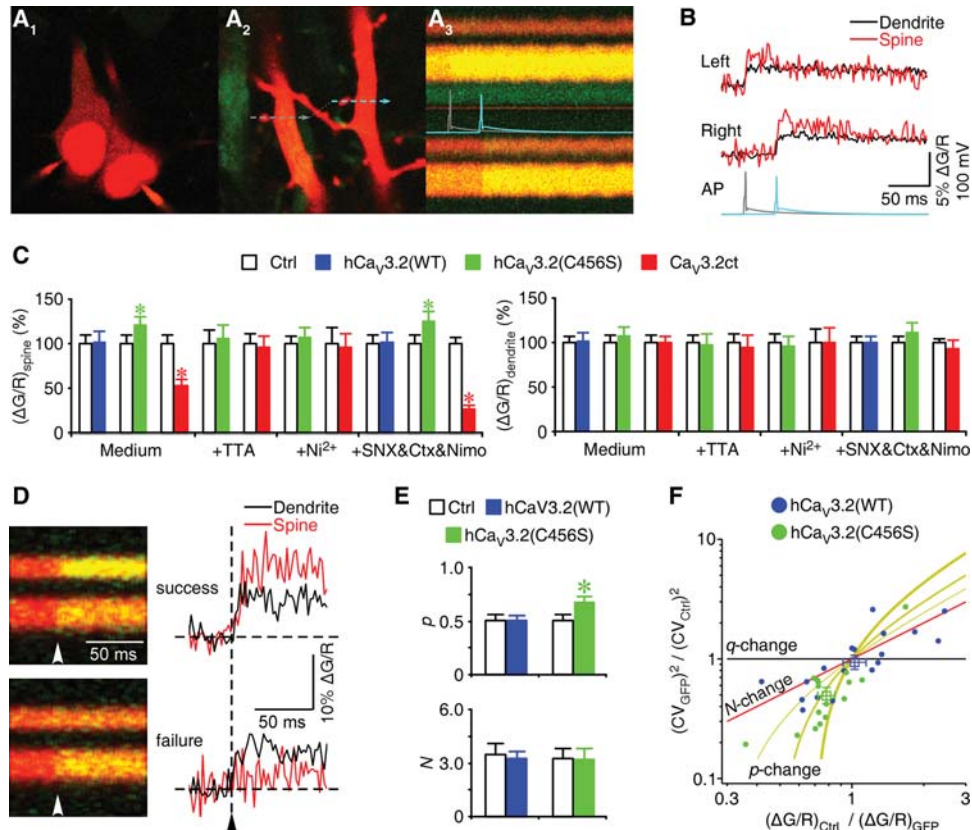 A1
A2
A3
B
Dendrite
Spine
Left
Right
AP
50 ms
5% ΔG/R
100 mV
C
Ctrl
hCaV3.2(WT)
hCaV3.2(C456S)
CaV3.2ct
(ΔG/R)spine (%)
150
100
50
0
*
*
*
*
Medium
+TTA
+Ni2+
+SNX&Ctx&Nimo
(ΔG/R)dendrite (%)
150
100
50
0
Medium
+TTA
+Ni2+
+SNX&Ctx&Nimo
D
Dendrite
Spine
success
50 ms
10% ΔG/R
50 ms
failure
E
Ctrl
hCaV3.2(WT)
hCaV3.2(C456S)
p
1.0
0.5
0
*
N
6.0
3.0
0
F
hCaV3.2(WT)
hCaV3.2(C456S)
(CVGFP)2 / (CVCtrl)2
10
1
0.1
q-change
N-change
p-change
0.3
1
3
(ΔG/R)Ctrl / (ΔG/R)GFP